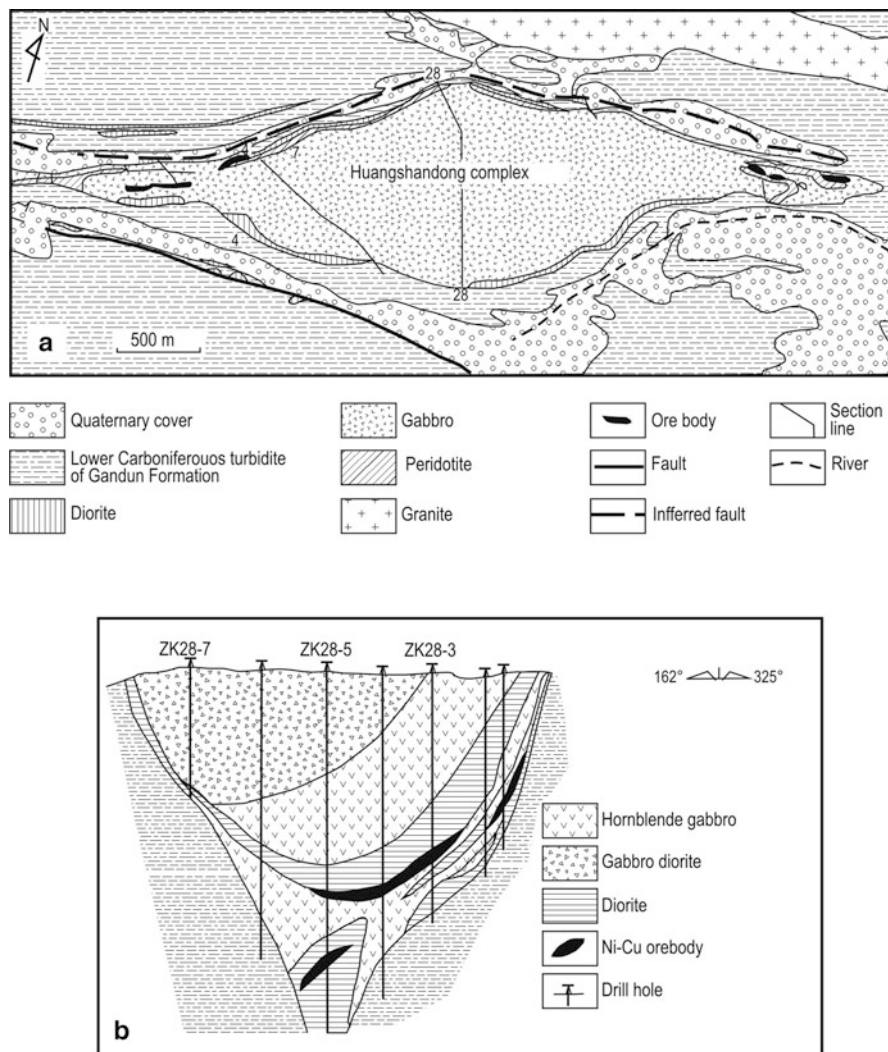 N
28
7
Huangshandong complex
7
4
28
a
500 m
Quaternary cover
Gabbro
Ore body
Section
line
Lower Carboniferouous turbidite
of Gandun Formation
Peridotite
Fault
River
Diorite
Granite
Infferred fault
ZK28-7
ZK28-5
ZK28-3
162°
325°
Hornblende gabbro
Gabbro diorite
Diorite
Ni-Cu orebody
Drill hole
b